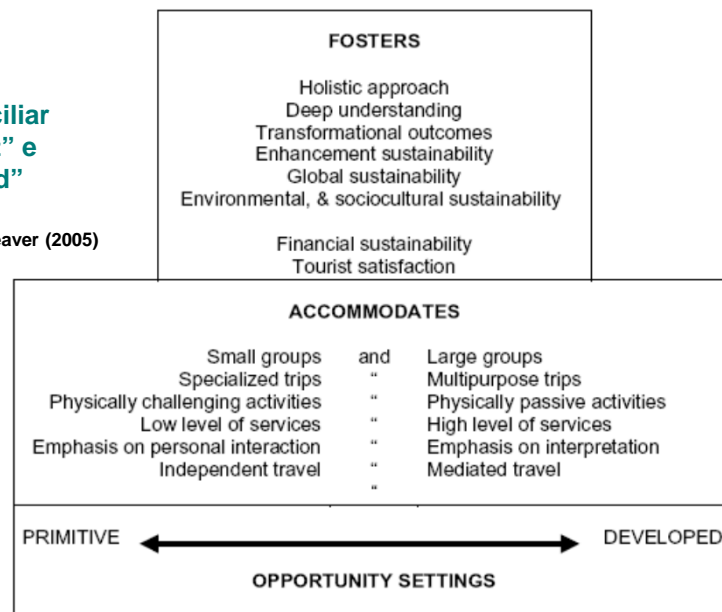 ciliar
” e
d”
eaver (2005)
FOSTERS
Holistic approach
Deep understanding
Transformational outcomes
Enhancement sustainability
Global sustainability
Environmental, & sociocultural sustainability
Financial sustainability
Tourist satisfaction
ACCOMMODATES
Small groups and Large groups
Specialized trips “ Multipurpose trips
Physically challenging activities “ Physically passive activities
Low level of services “ High level of services
Emphasis on personal interaction “ Emphasis on interpretation
Independent travel “ Mediated travel
“
PRIMITIVE DEVELOPED
OPPORTUNITY SETTINGS